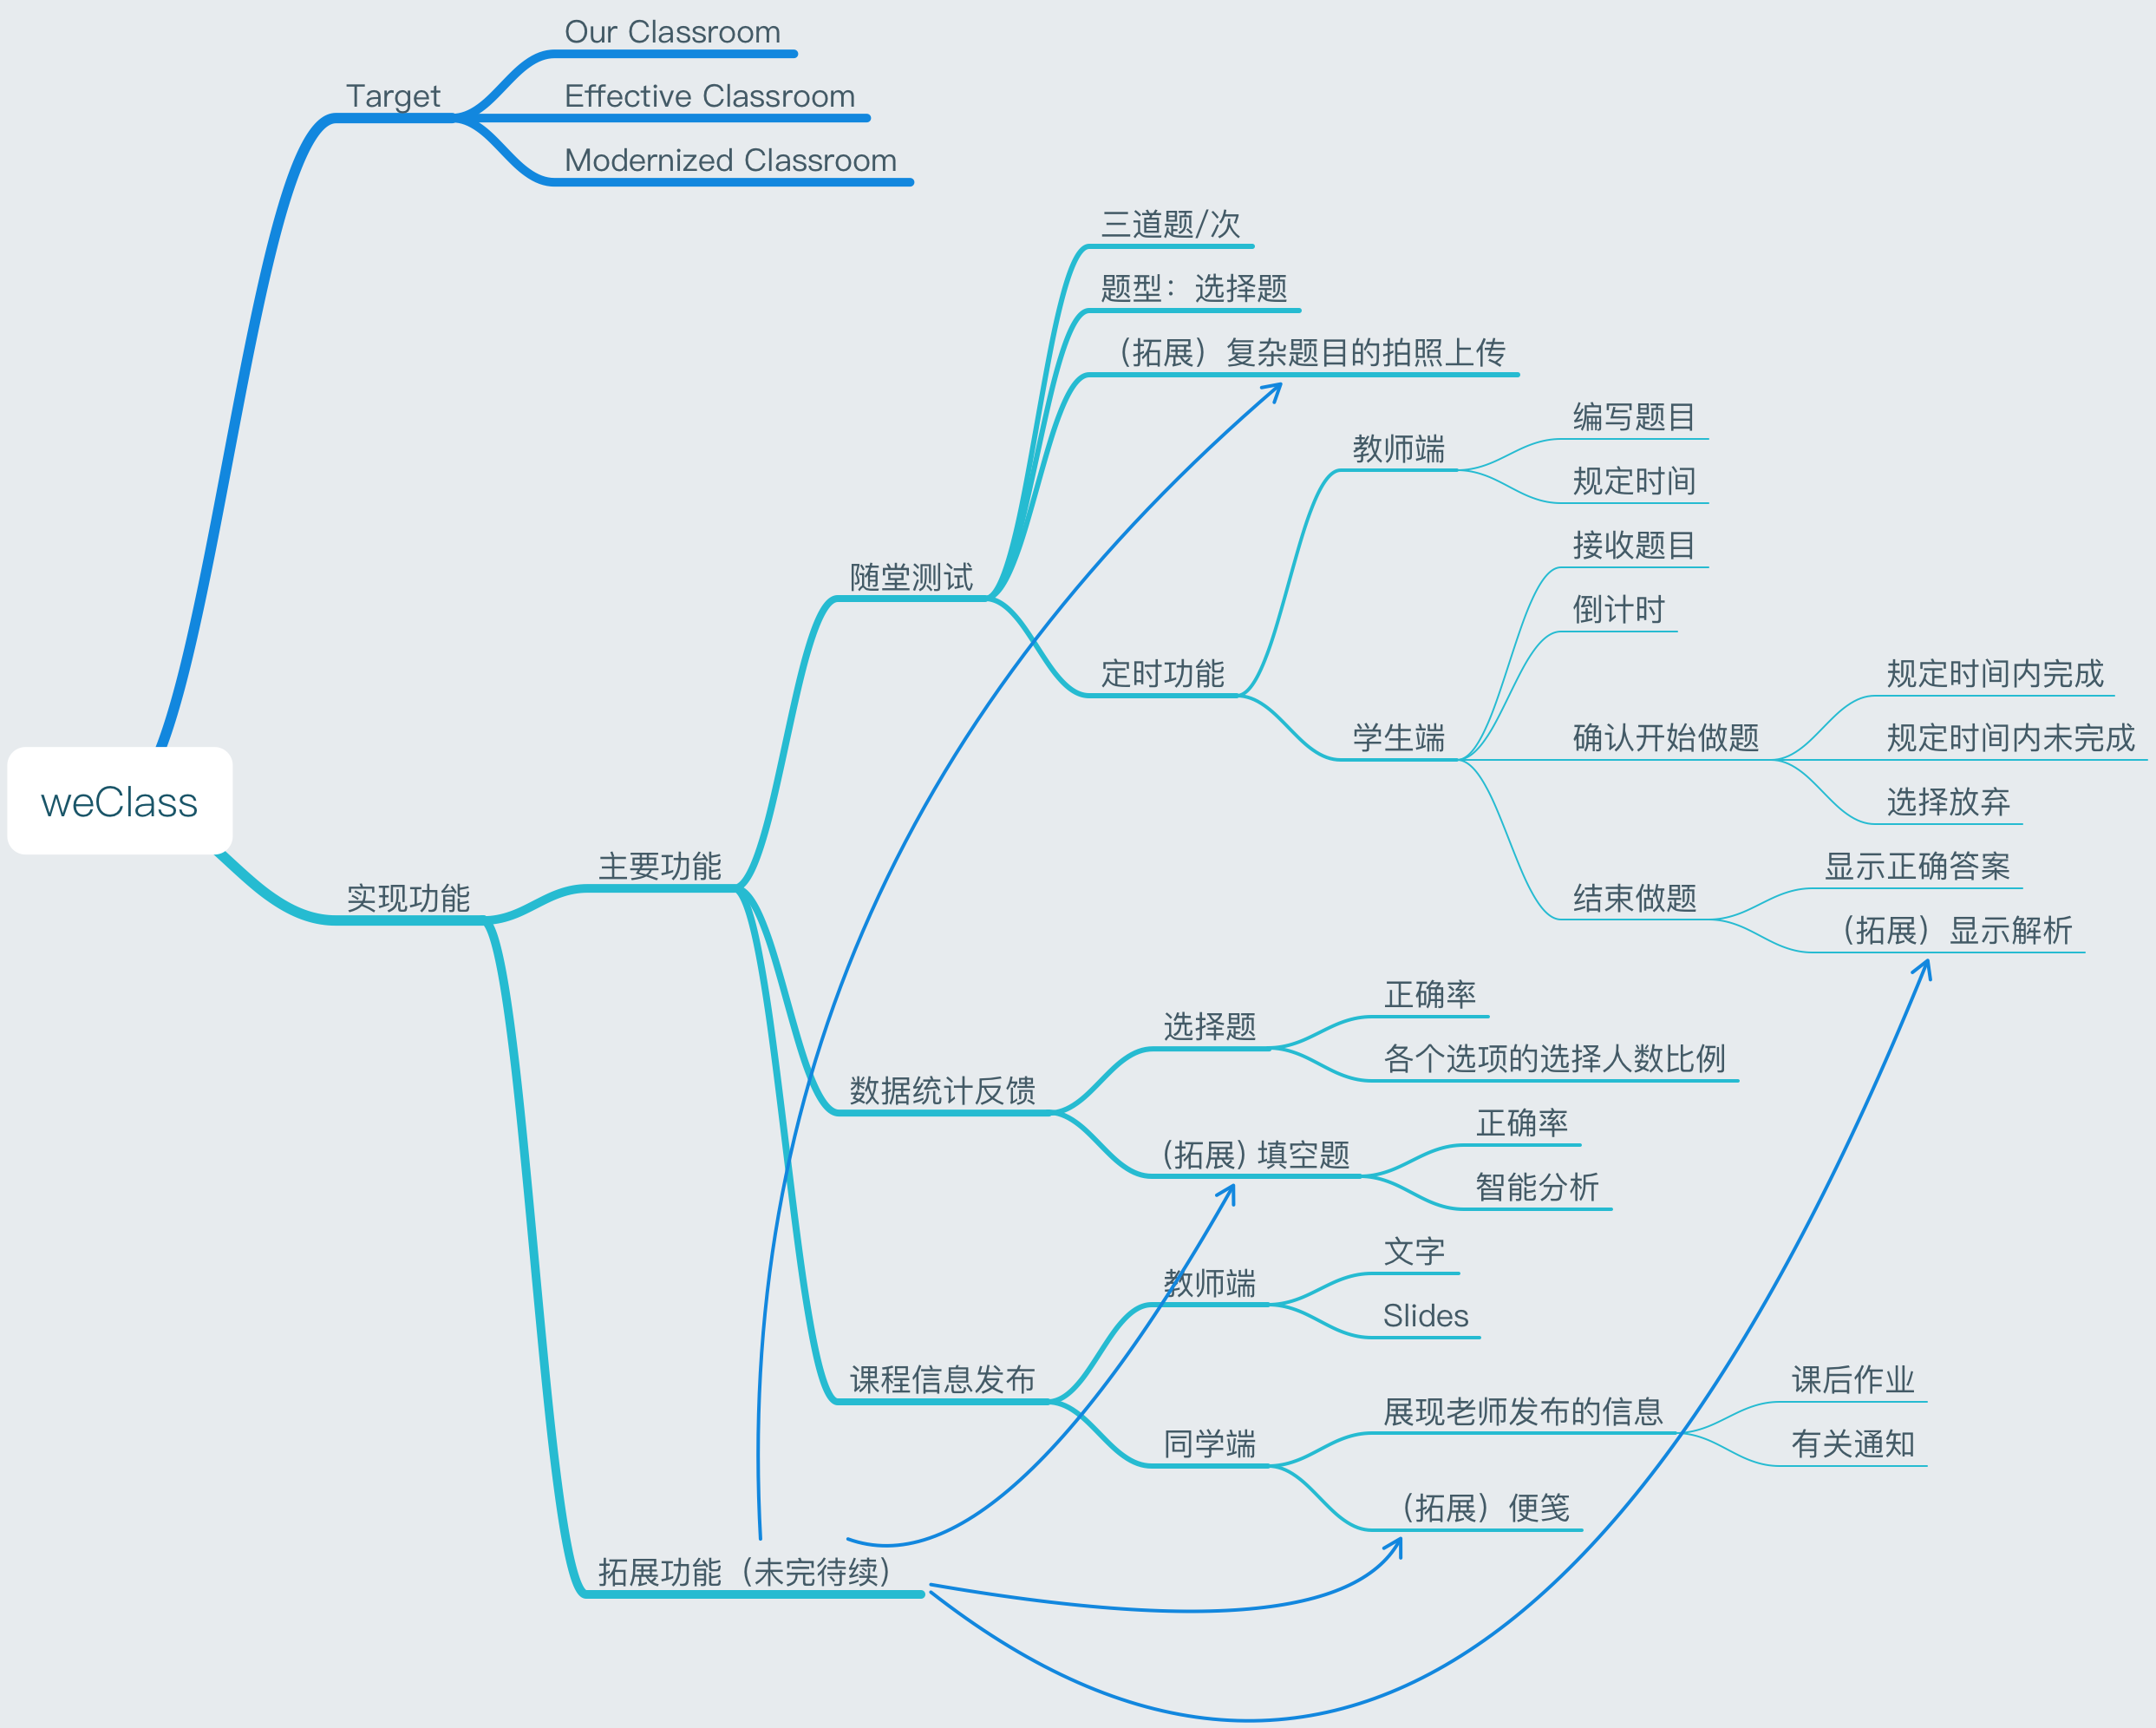 Our Classroom
Target
Effective Classroom
Modernized Classroom
三道题/次
题型：选择题
（拓展）复杂题目的拍照上传
编写题目
教师端
规定时间
接收题目
随堂测试
倒计时
定时功能
规定时间内完成
学生端
确认开始做题
规定时间内未完成
选择放弃
weClass
主要功能
显示正确答案
实现功能
结束做题
（拓展）显示解析
正确率
选择题
各个选项的选择人数比例
数据统计反馈
正确率
(拓展) 填空题
智能分析
文字
教师端
Slides
课程信息发布
课后作业
展现老师发布的信息
同学端
有关通知
（拓展）便笺
拓展功能（未完待续）